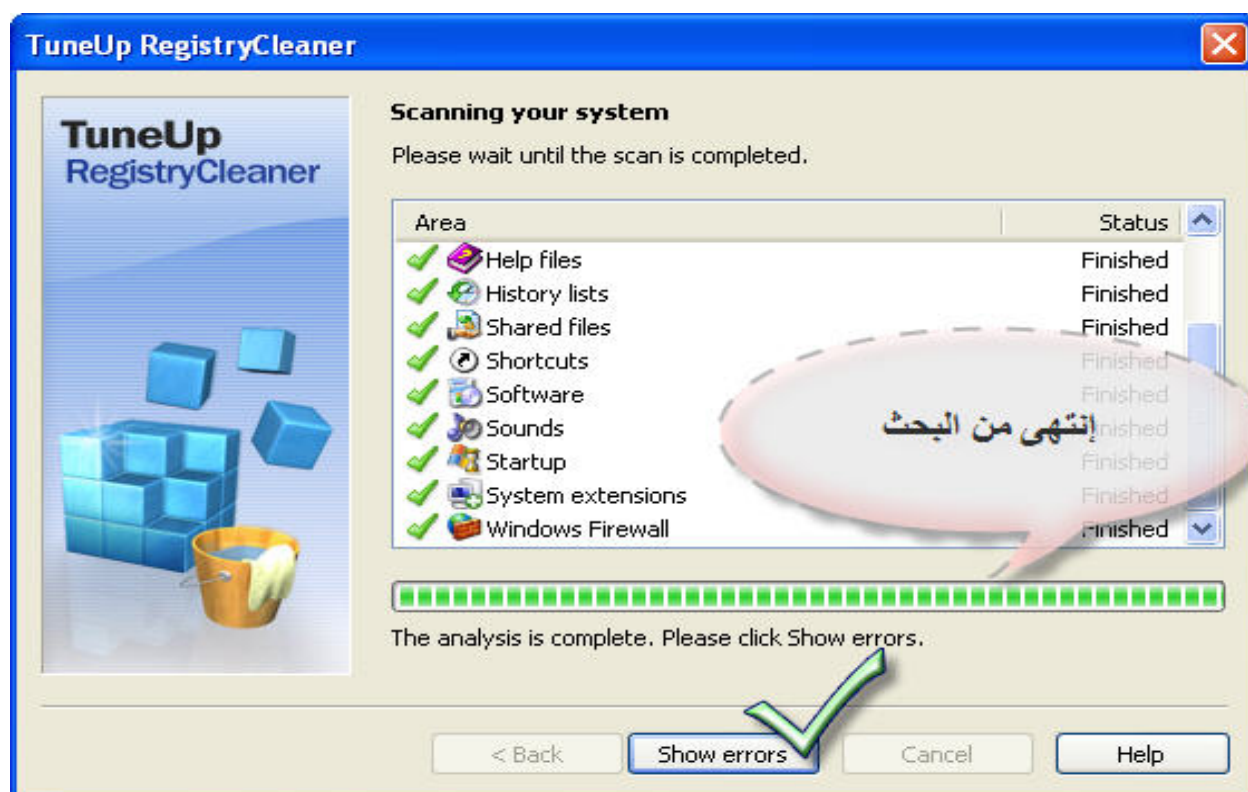 TuneUp RegistryCleaner
TuneUp
RegistryCleaner
Scanning your system
Please wait until the scan is completed.
Area Status
Help files Finished
History lists Finished
Shared files Finished
Shortcuts Finished
Software Finished
Sounds Finished
Startup Finished
System extensions Finished
Windows Firewall Finished
إنتهى من البحث
The analysis is complete. Please click Show errors.
< Back Show errors Cancel Help